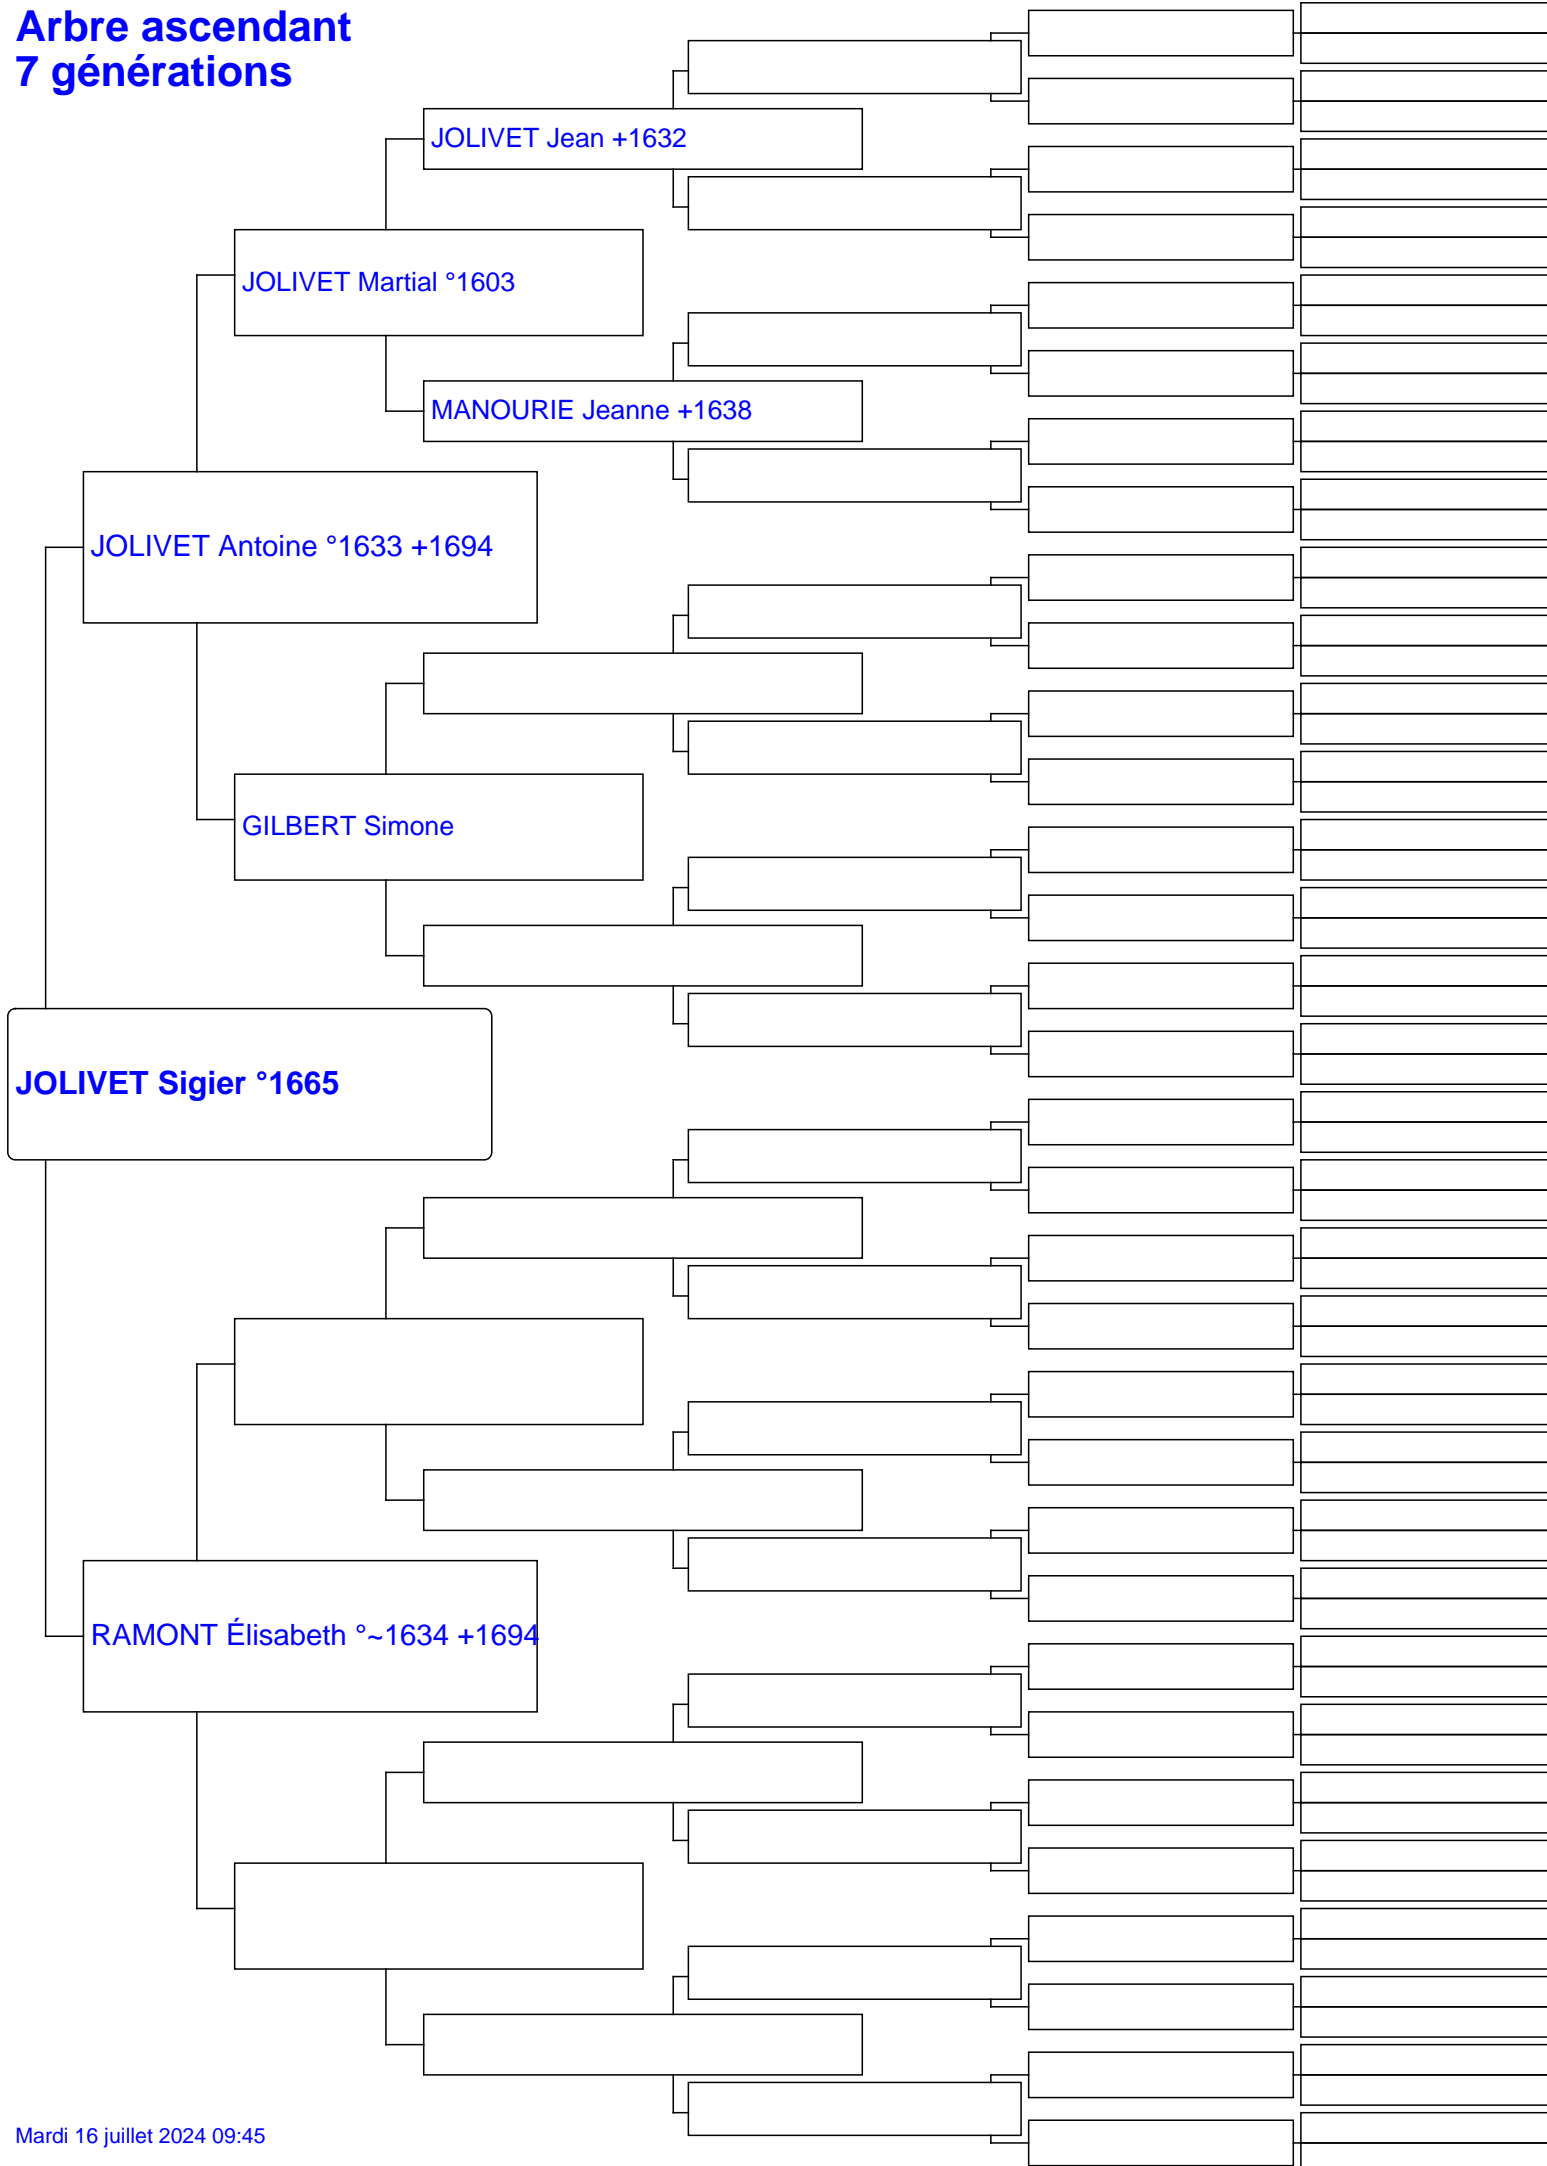 Arbre ascendant
7 générations
JOLIVET Jean +1632
JOLIVET Martial °1603
MANOURIE Jeanne +1638
JOLIVET Antoine °1633 +1694
GILBERT Simone
JOLIVET Sigier °1665
RAMONT Élisabeth °~1634 +1694
Mardi 16 juillet 2024 09:45